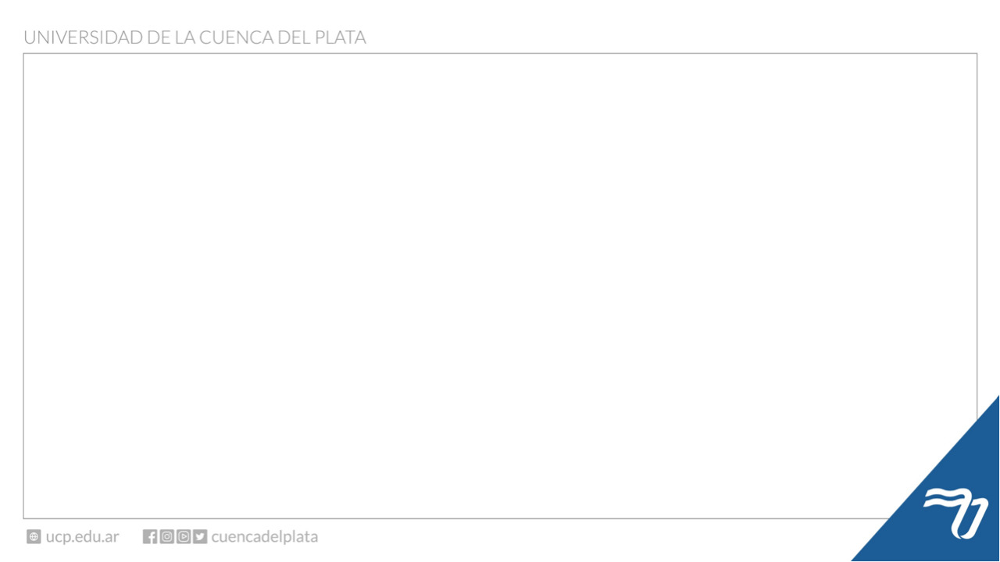 UNIVERSIDAD DE LA CUENCA DEL PLATA
ucp.edu.ar cuencadelplata